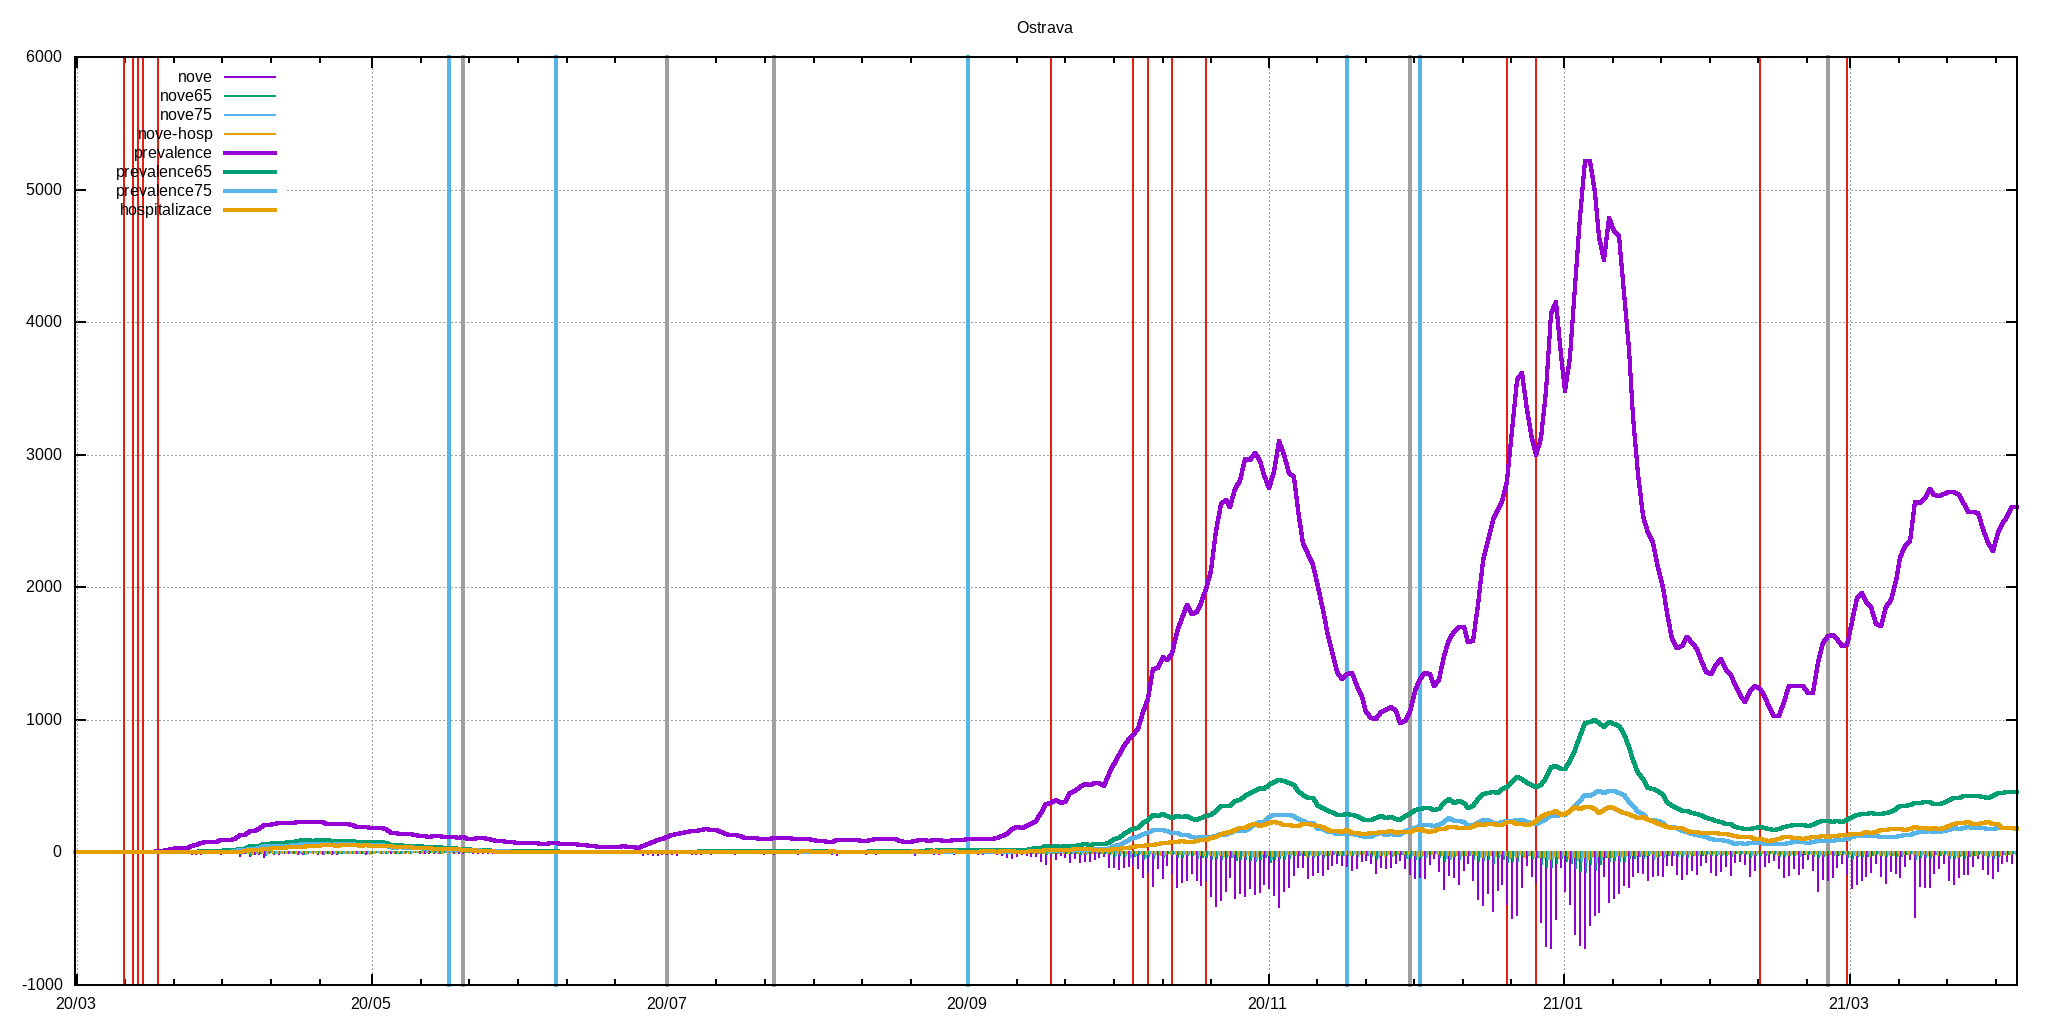 Ostrava
6000
nove
nove65
nove75
nove-hosp
prevalence
prevalence65
prevalence75
hospitalizace
5000
4000
3000
2000
1000
0
-1000
20/03 20/05 20/07 20/09 20/11 21/01 21/03